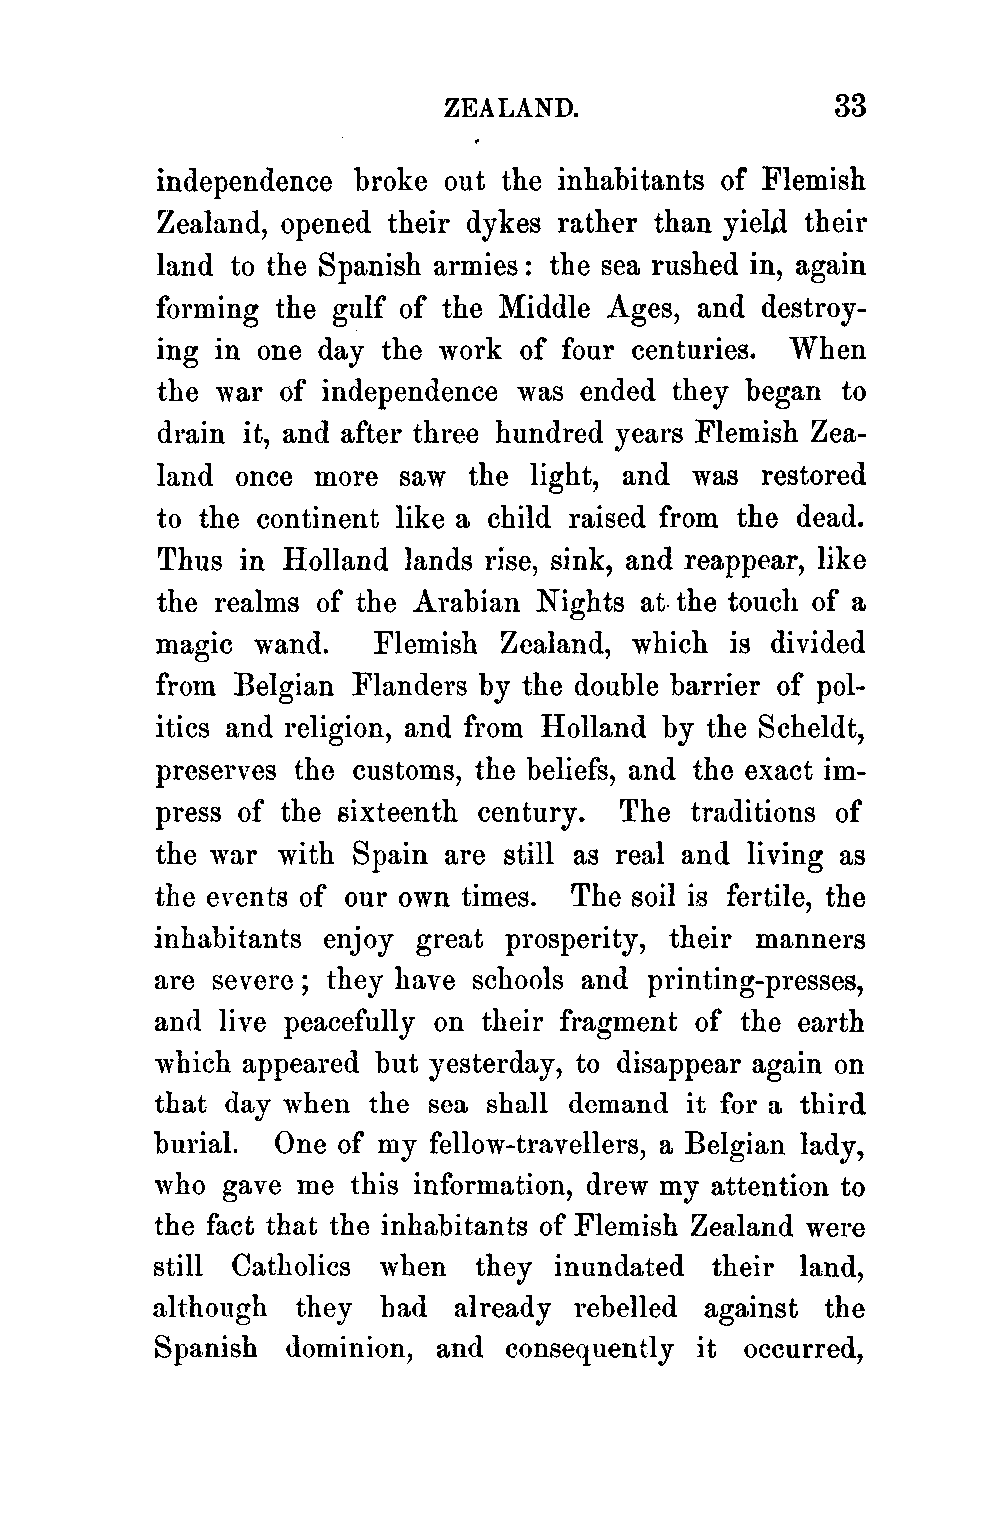 ZEALAND. 33
independence broke out the inhabitants of Flemish
Zealand, opened their dykes rather than yield their
land to the Spanish armies: the sea rushed in, again
forming the gulf of the Middle Ages, and destroy-
ing in one day the work of four centuries. When
the war of independence was ended they began to
drain it, and after three hundred years Flemish Zea-
land once more saw the light, and was restored
to the continent like a child raised from the dead.
Thus in Holland lands rise, sink, and reappear, like
the realms of the Arabian Nights at the touch of a
magic wand. Flemish Zealand, which is divided
from Belgian Flanders by the double barrier of pol-
itics and religion, and from Holland by the Scheldt,
preserves the customs, the beliefs, and the exact im-
press of the sixteenth century. The traditions of
the war with Spain are still as real and living as
the events of our own times. The soil is fertile, the
inhabitants enjoy great prosperity, their manners
are severe; they have schools and printing-presses,
and live peacefully on their fragment of the earth
which appeared but yesterday, to disappear again on
that day when the sea shall demand it for a third
burial. One of my fellow-travellers, a Belgian lady,
who gave me this information, drew my attention to
the fact that the inhabitants of Flemish Zealand were
still Catholics when they inundated their land,
although they had already rebelled against the
Spanish dominion, and consequently it occurred,